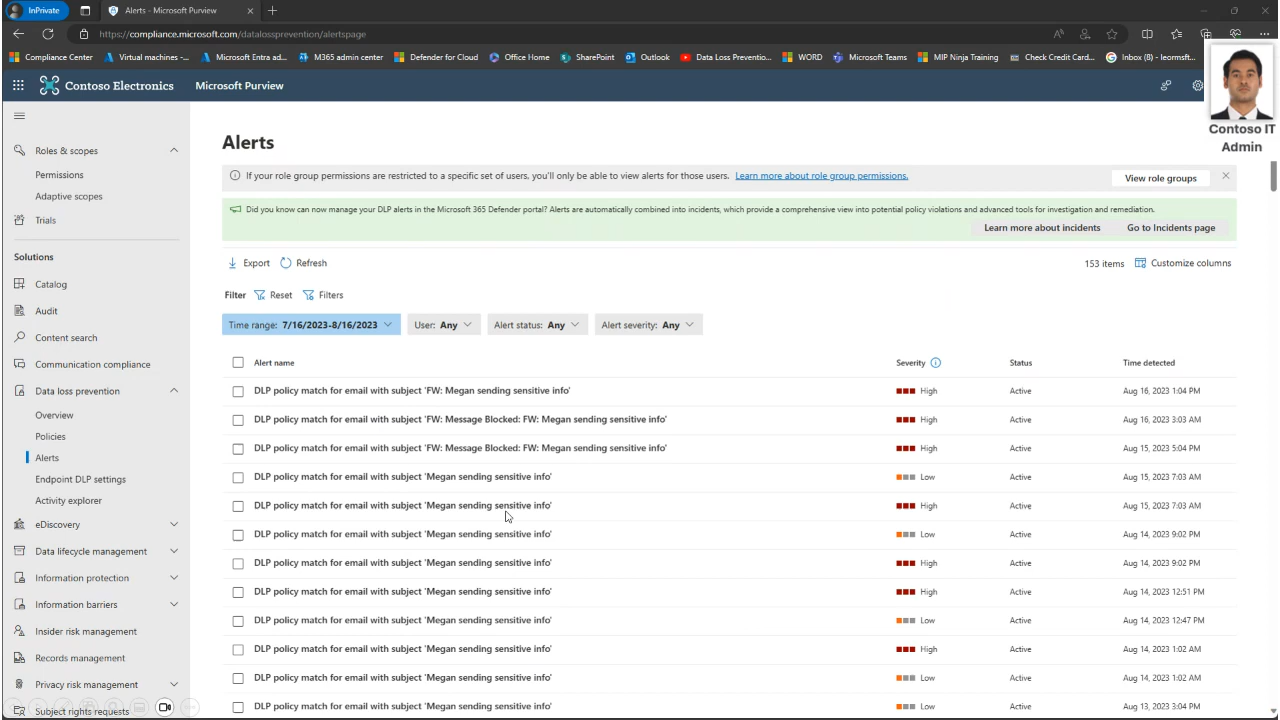 InPrivate
Alerts - Microsoft Purview
https://compliance.microsoft.com/datalossprevention/alertspage
Compliance Center
Virtual machines -...
Microsoft Entra ad...
M365 admin center
Defender for Cloud
Office Home
SharePoint
Outlook
Data Loss Preventio...
WORD
Microsoft Teams
MIP Ninja Training
Check Credit Card...
Inbox (8) - leormsft...
Contoso Electronics
Microsoft Purview
Contoso IT
Admin
Roles & scopes
Permissions
Adaptive scopes
Trials
Solutions
Catalog
Audit
Content search
Communication compliance
Data loss prevention
Overview
Policies
Alerts
Endpoint DLP settings
Activity explorer
eDiscovery
Data lifecycle management
Information protection
Information barriers
Insider risk management
Records management
Privacy risk management
Subject rights requests
Alerts
If your role group permissions are restricted to a specific set of users, you'll only be able to view alerts for those users. Learn more about role group permissions.
View role groups
Did you know can now manage your DLP alerts in the Microsoft 365 Defender portal? Alerts are automatically combined into incidents, which provide a comprehensive view into potential policy violations and advanced tools for investigation and remediation.
Learn more about incidents
Go to Incidents page
Export
Refresh
153 items
Customize columns
Filter
Reset
Filters
Time range: 7/16/2023-8/16/2023
User: Any
Alert status: Any
Alert severity: Any
Alert name Severity Status Time detected
DLP policy match for email with subject 'FW: Megan sending sensitive info' High Active Aug 16, 2023 1:04 PM
DLP policy match for email with subject 'FW: Message Blocked: FW: Megan sending sensitive info' High Active Aug 16, 2023 3:03 AM
DLP policy match for email with subject 'FW: Message Blocked: FW: Megan sending sensitive info' High Active Aug 15, 2023 5:04 PM
DLP policy match for email with subject 'Megan sending sensitive info' Low Active Aug 15, 2023 7:03 AM
DLP policy match for email with subject 'Megan sending sensitive info' High Active Aug 15, 2023 7:03 AM
DLP policy match for email with subject 'Megan sending sensitive info' Low Active Aug 14, 2023 9:02 PM
DLP policy match for email with subject 'Megan sending sensitive info' High Active Aug 14, 2023 9:02 PM
DLP policy match for email with subject 'Megan sending sensitive info' High Active Aug 14, 2023 12:51 PM
DLP policy match for email with subject 'Megan sending sensitive info' Low Active Aug 14, 2023 12:47 PM
DLP policy match for email with subject 'Megan sending sensitive info' High Active Aug 14, 2023 1:02 AM
DLP policy match for email with subject 'Megan sending sensitive info' Low Active Aug 14, 2023 1:02 AM
DLP policy match for email with subject 'Megan sending sensitive info' Low Active Aug 13, 2023 3:04 PM